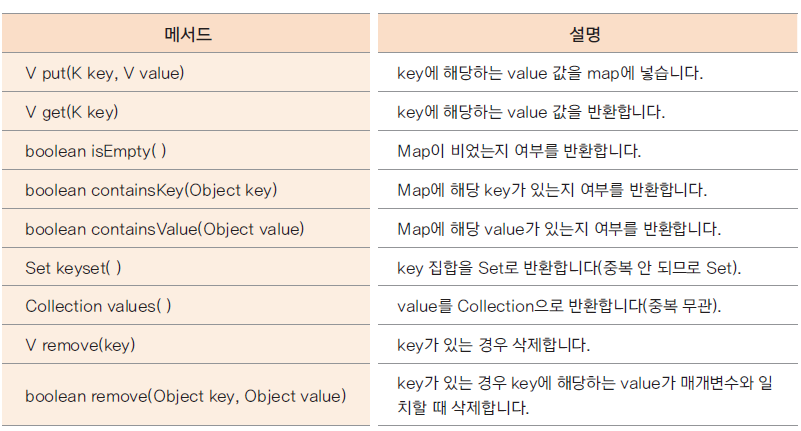 메서드 설명
V put(K key, V value) key에 해당하는 value 값을 map에 넣습니다.
V get(K key) key에 해당하는 value 값을 반환합니다.
boolean isEmpty( ) Map이 비었는지 여부를 반환합니다.
boolean containsKey(Object key) Map에 해당 key가 있는지 여부를 반환합니다.
boolean containsValue(Object value) Map에 해당 value가 있는지 여부를 반환합니다.
Set keyset( ) key 집합을 Set로 반환합니다(중복 안 되므로 Set).
Collection values( ) value를 Collection으로 반환합니다(중복 무관).
V remove(key) key가 있는 경우 삭제합니다.
boolean remove(Object key, Object value) key가 있는 경우 key에 해당하는 value가 매개변수와 일
치할 때 삭제합니다.